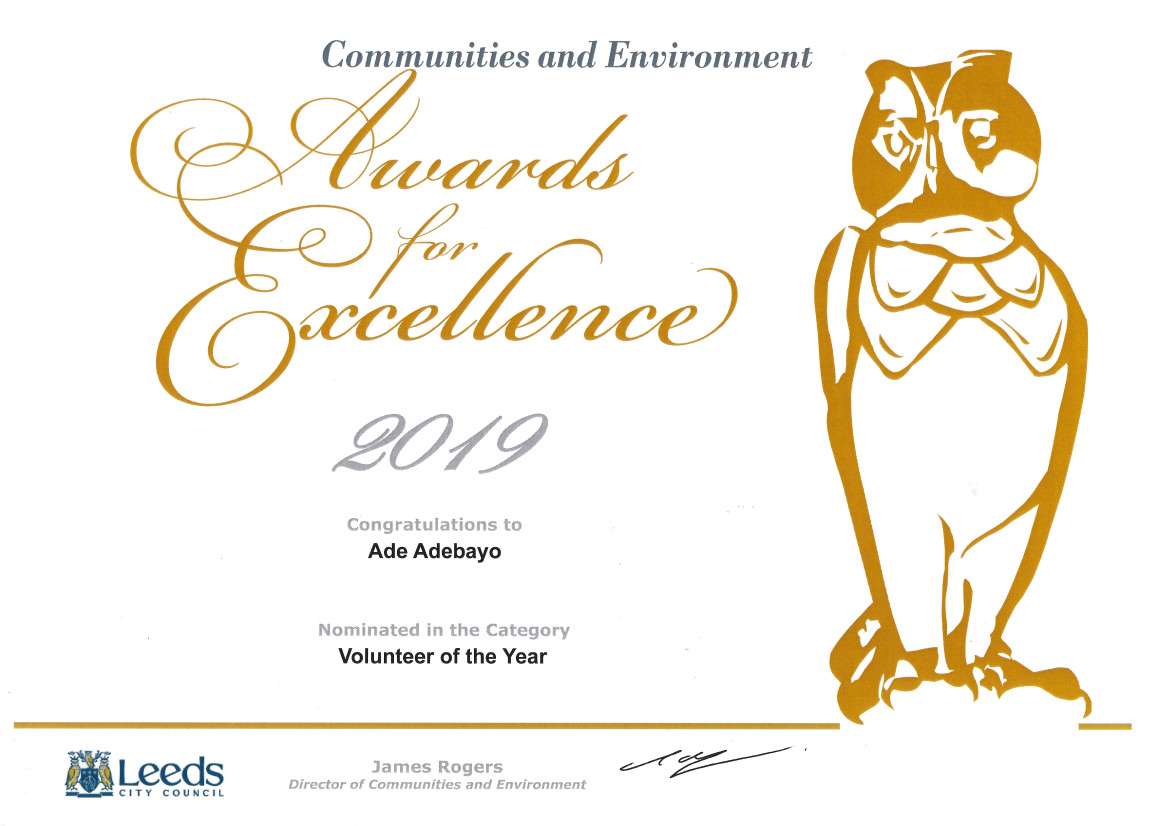 Communities and Environment
Awards
for
Excellence
2019
Congratulations to
Ade Adebayo
Nominated in the Category
Volunteer of the Year
Leeds
CITY COUNCIL
James Rogers
Director of Communities and Environment